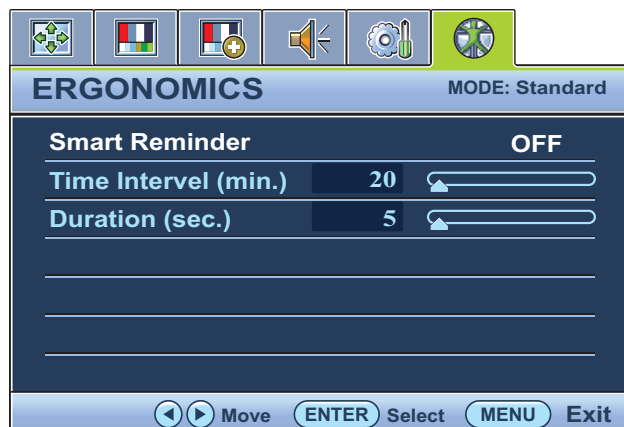 ERGONOMICS MODE: Standard
Smart Reminder OFF
Time Intervel (min.) 20
Duration (sec.) 5
Move ENTER Select MENU Exit